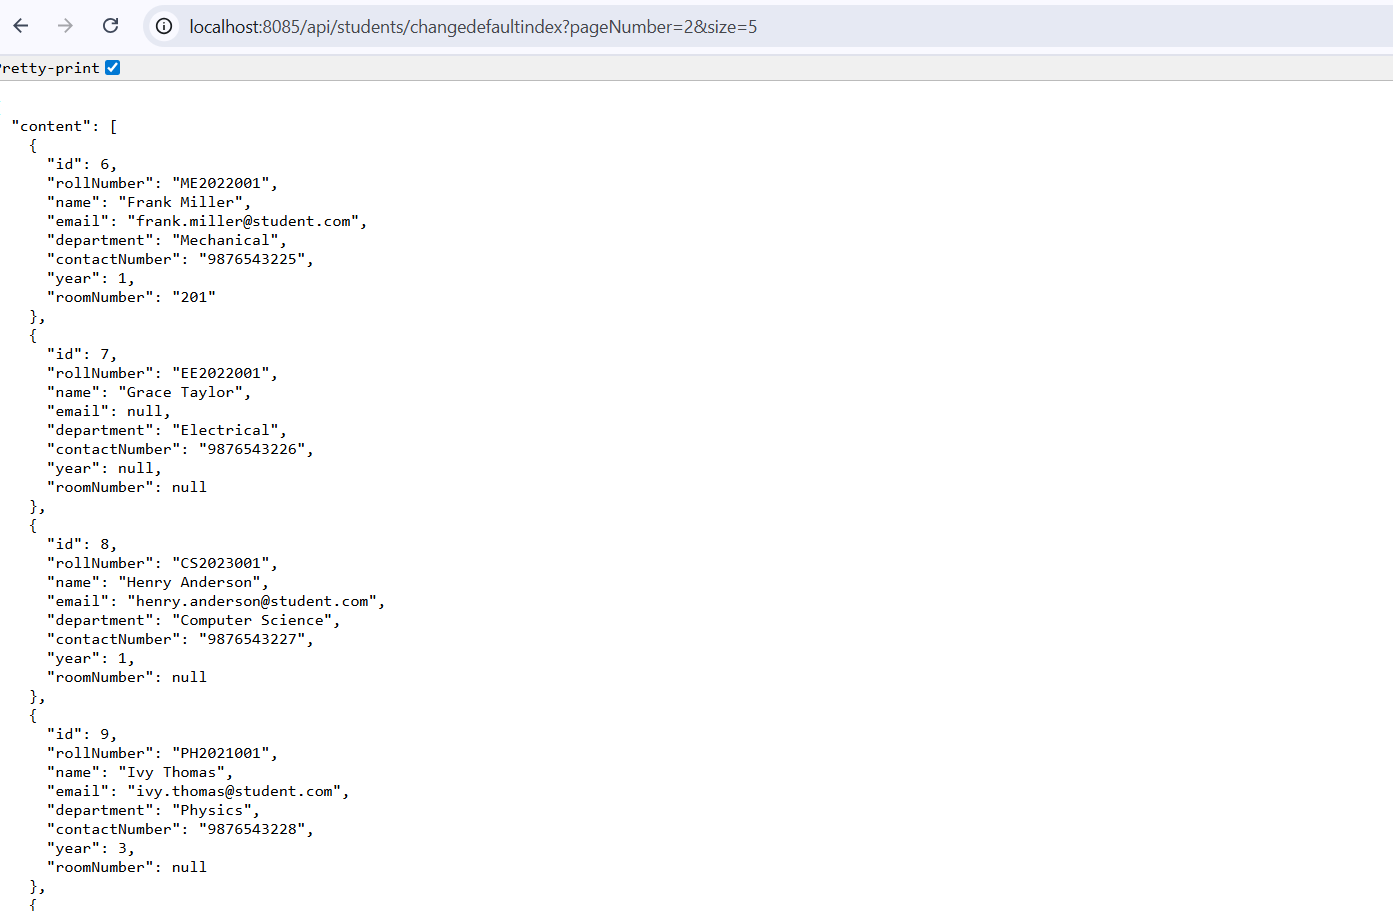 localhost:8085/api/students/changedefaultindex?pageNumber=2&size=5
retty-print
"content": [
{
"id": 6,
"rollNumber": "ME2022001",
"name": "Frank Miller",
"email": "frank.miller@student.com",
"department": "Mechanical",
"contactNumber": "9876543225",
"year": 1,
"roomNumber": "201"
},
{
"id": 7,
"rollNumber": "EE2022001",
"name": "Grace Taylor",
"email": null,
"department": "Electrical",
"contactNumber": "9876543226",
"year": null,
"roomNumber": null
},
{
"id": 8,
"rollNumber": "CS2023001",
"name": "Henry Anderson",
"email": "henry.anderson@student.com",
"department": "Computer Science",
"contactNumber": "9876543227",
"year": 1,
"roomNumber": null
},
{
"id": 9,
"rollNumber": "PH2021001",
"name": "Ivy Thomas",
"email": "ivy.thomas@student.com",
"department": "Physics",
"contactNumber": "9876543228",
"year": 3,
"roomNumber": null
},
{